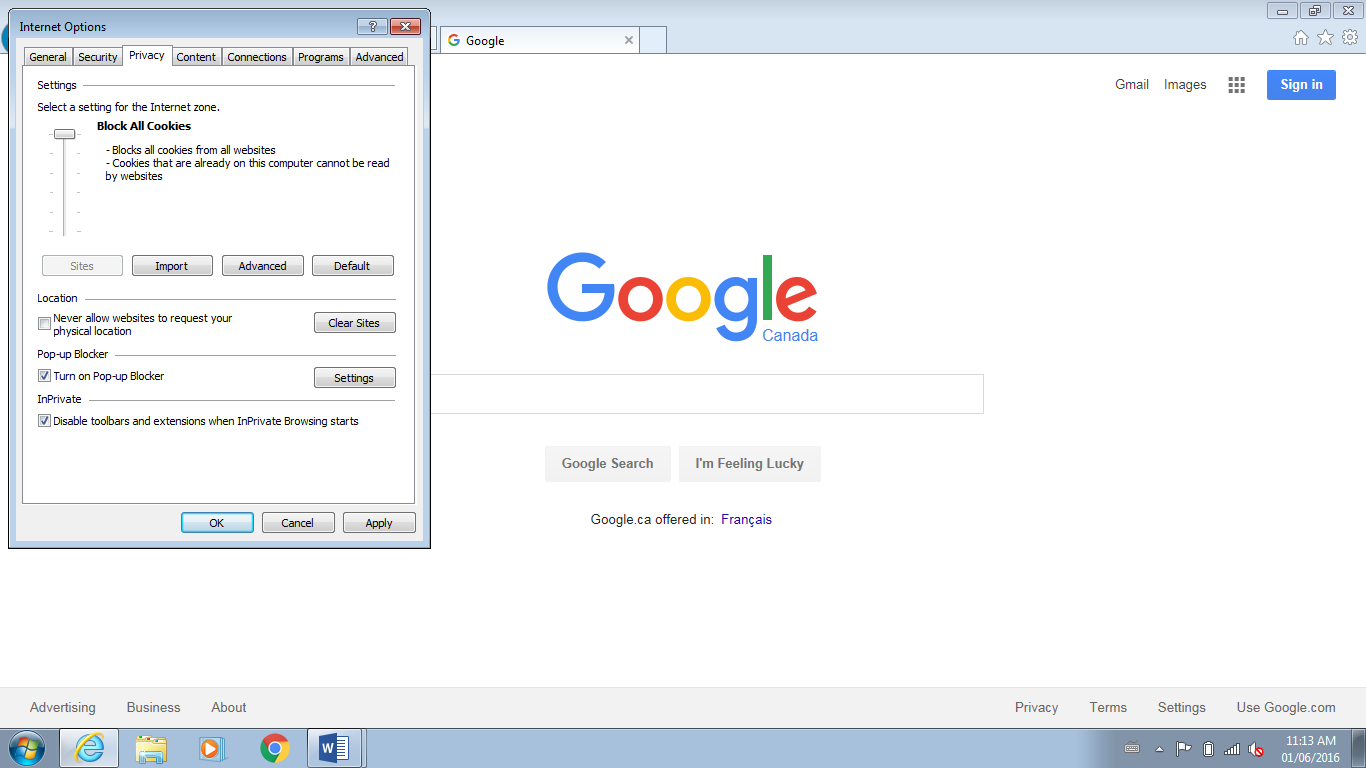 Internet Options
Google
General Security Privacy Content Connections Programs Advanced
Settings
Select a setting for the Internet zone.
Block All Cookies
- Blocks all cookies from all websites
- Cookies that are already on this computer cannot be read
by websites
Sites Import Advanced Default
Location
Never allow websites to request your
physical location
Clear Sites
Pop-up Blocker
Turn on Pop-up Blocker
Settings
InPrivate
Disable toolbars and extensions when InPrivate Browsing starts
OK Cancel Apply
Gmail Images Sign in
Google
Canada
Google Search I'm Feeling Lucky
Google.ca offered in: Français
Advertising Business About Privacy Terms Settings Use Google.com
W
11:13 AM
01/06/2016